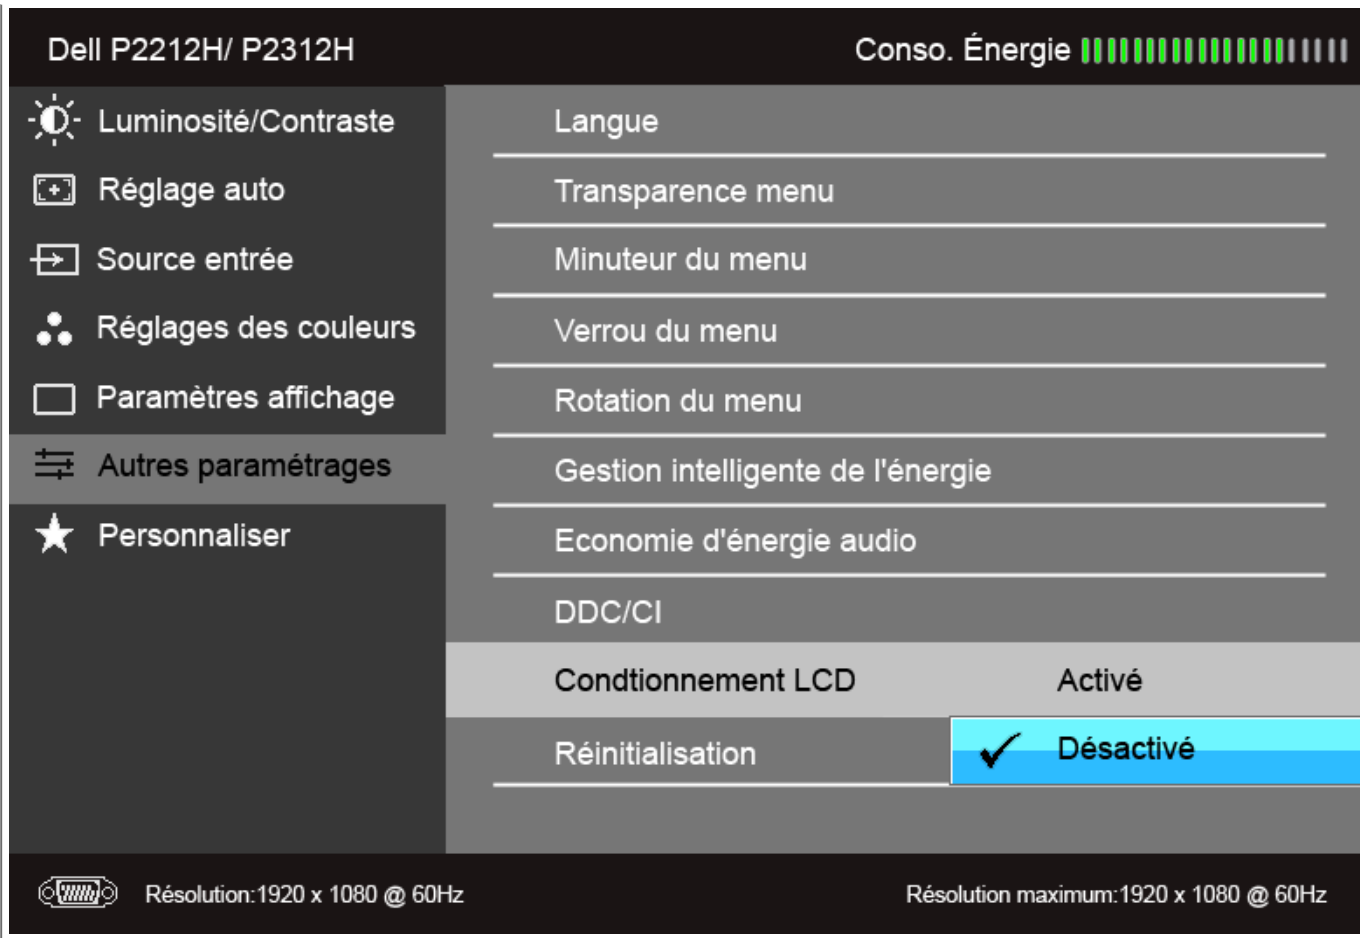 Dell P2212H/ P2312H
Conso. Énergie
Luminosité/Contraste
Réglage auto
Source entrée
Réglages des couleurs
Paramètres affichage
Autres paramétrages
Personnaliser
Langue
Transparence menu
Minuteur du menu
Verrou du menu
Rotation du menu
Gestion intelligente de l'énergie
Economie d'énergie audio
DDC/CI
Condtionnement LCD
Activé
Réinitialisation
Désactivé
Résolution:1920 x 1080 @ 60Hz
Résolution maximum:1920 x 1080 @ 60Hz